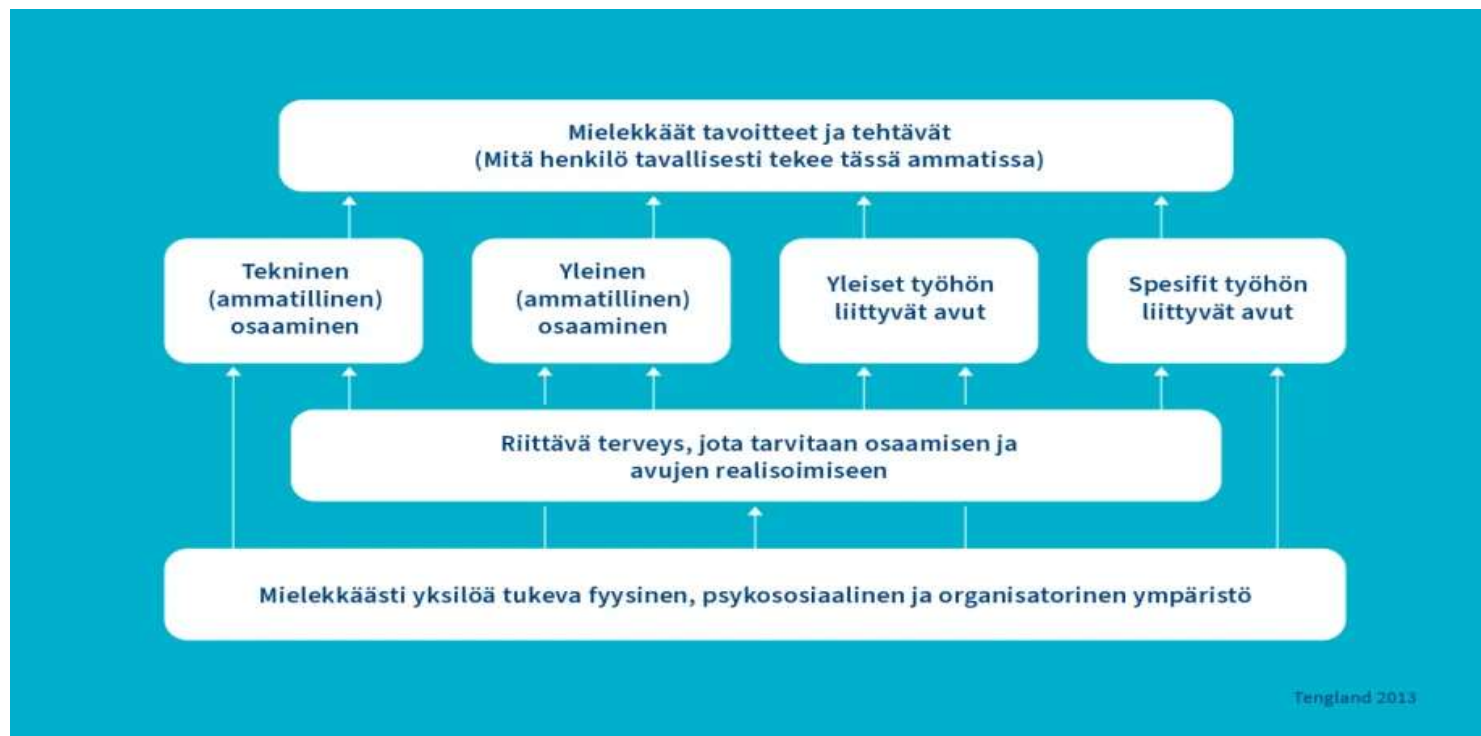 Mielekkäät tavoitteet ja tehtävät
(Mitä henkilö tavallisesti tekee tässä ammatissa)
Tekninen
(ammatillinen)
osaaminen
Yleinen
(ammatillinen)
osaaminen
Yleiset työhön
liittyvät avut
Spesifit työhön
liittyvät avut
Riittävä terveys, jota tarvitaan osaamisen ja
avujen realisoimiseen
Mielekkäästi yksilöä tukeva fyysinen, psykososiaalinen ja organisatorinen ympäristö
Tengland 2013